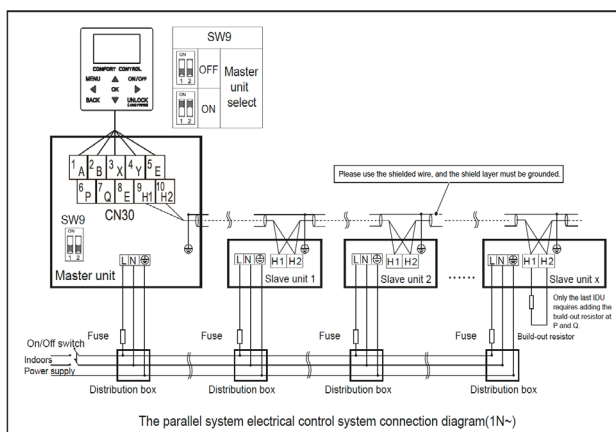 COMFORY CONTROL
MENU
ON/OFF
OK
BACK
UNLOCK
SW9
ON
1 2
OFF
ON
1 2
ON
Master
unit
select
1 A
2 B
3 X
4 Y
5 E
6 P
7 Q
8 E
9 H1
10 H2
CN30
SW9
ON
1 2
Master unit
L N
Please use the shielded wire, and the shield layer must be grounded.
L N
H1 H2
Slave unit 1
L N
H1 H2
Slave unit 2
......
L N
H1 H2
Slave unit x
Only the last IDU
requires adding the
build-out resistor at
P and Q
Build-out resistor
Fuse
Fuse
Fuse
Fuse
On/Off switch
Indoors
Power supply
Distribution box
Distribution box
Distribution box
Distribution box
The parallel system electrical control system connection diagram(1N~)